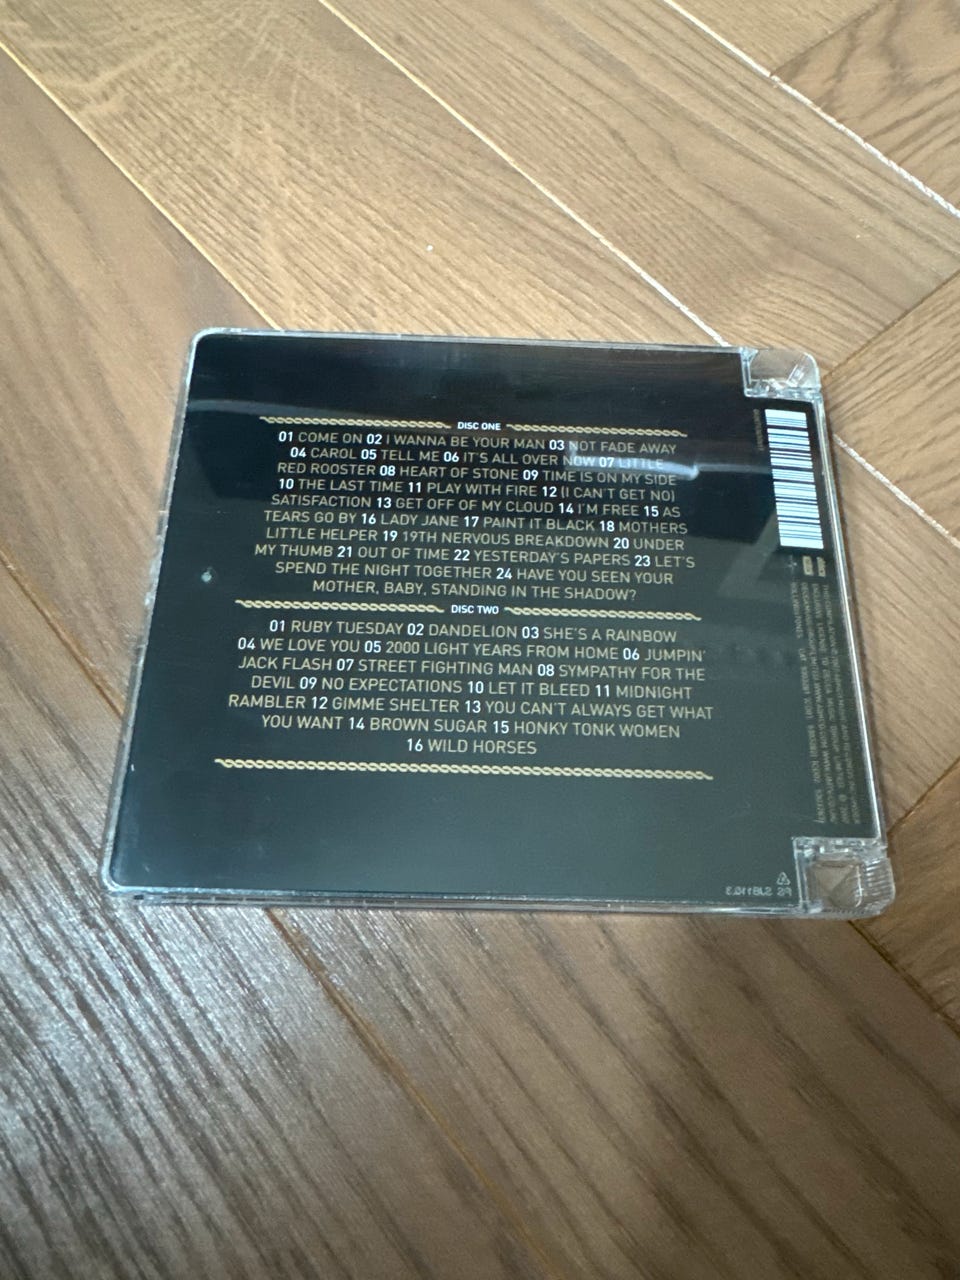 DISC ONE
01 COME ON 02 I WANNA BE YOUR MAN 03 NOT FADE AWAY
04 CAROL 05 TELL ME 06 IT'S ALL OVER NOW 07 LITTLE
RED ROOSTER 08 HEART OF STONE 09 TIME IS ON MY SIDE
10 THE LAST TIME 11 PLAY WITH FIRE 12 (I CAN'T GET NO)
SATISFACTION 13 GET OFF OF MY CLOUD 14 I'M FREE 15 AS
TEARS GO BY 16 LADY JANE 17 PAINT IT BLACK 18 MOTHERS
LITTLE HELPER 19 19TH NERVOUS BREAKDOWN 20 UNDER
MY THUMB 21 OUT OF TIME 22 YESTERDAY'S PAPERS 23 LET'S
SPEND THE NIGHT TOGETHER 24 HAVE YOU SEEN YOUR
MOTHER, BABY, STANDING IN THE SHADOW?
DISC TWO
01 RUBY TUESDAY 02 DANDELION 03 SHE'S A RAINBOW
04 WE LOVE YOU 05 2000 LIGHT YEARS FROM HOME 06 JUMPIN'
JACK FLASH 07 STREET FIGHTING MAN 08 SYMPATHY FOR THE
DEVIL 09 NO EXPECTATIONS 10 LET IT BLEED 11 MIDNIGHT
RAMBLER 12 GIMME SHELTER 13 YOU CAN'T ALWAYS GET WHAT
YOU WANT 14 BROWN SUGAR 15 HONKY TONK WOMEN
16 WILD HORSES